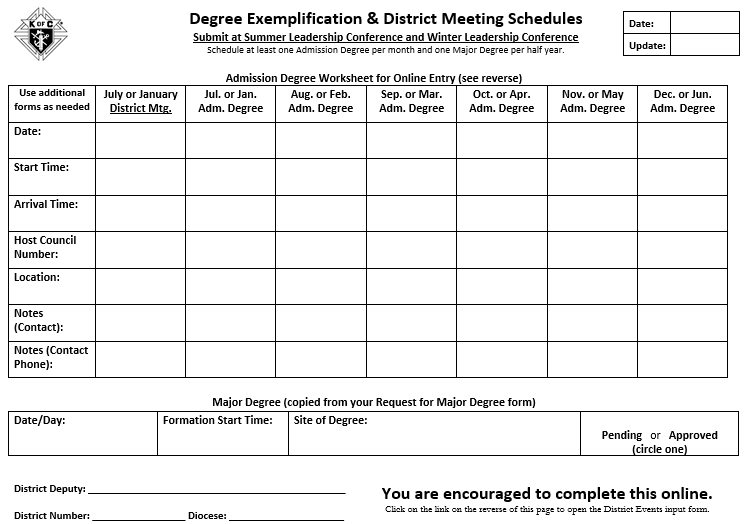 K OF C
Degree Exemplification & District Meeting Schedules
Submit at Summer Leadership Conference and Winter Leadership Conference
Schedule at least one Admission Degree per month and one Major Degree per half year.
Date:
Update:
Admission Degree Worksheet for Online Entry (see reverse)
Use additional
forms as needed
July or January
District Mtg.
Jul. or Jan.
Adm. Degree
Aug. or Feb.
Adm. Degree
Sep. or Mar.
Adm. Degree
Oct. or Apr.
Adm. Degree
Nov. or May
Adm. Degree
Dec. or Jun.
Adm. Degree
Date:
Start Time:
Arrival Time:
Host Council
Number:
Location:
Notes
(Contact):
Notes (Contact
Phone):
Major Degree (copied from your Request for Major Degree form)
Date/Day:
Formation Start Time:
Site of Degree:
Pending or Approved
(circle one)
District Deputy:
District Number: Diocese:
You are encouraged to complete this online.
Click on the link on the reverse of this page to open the District Events input form.